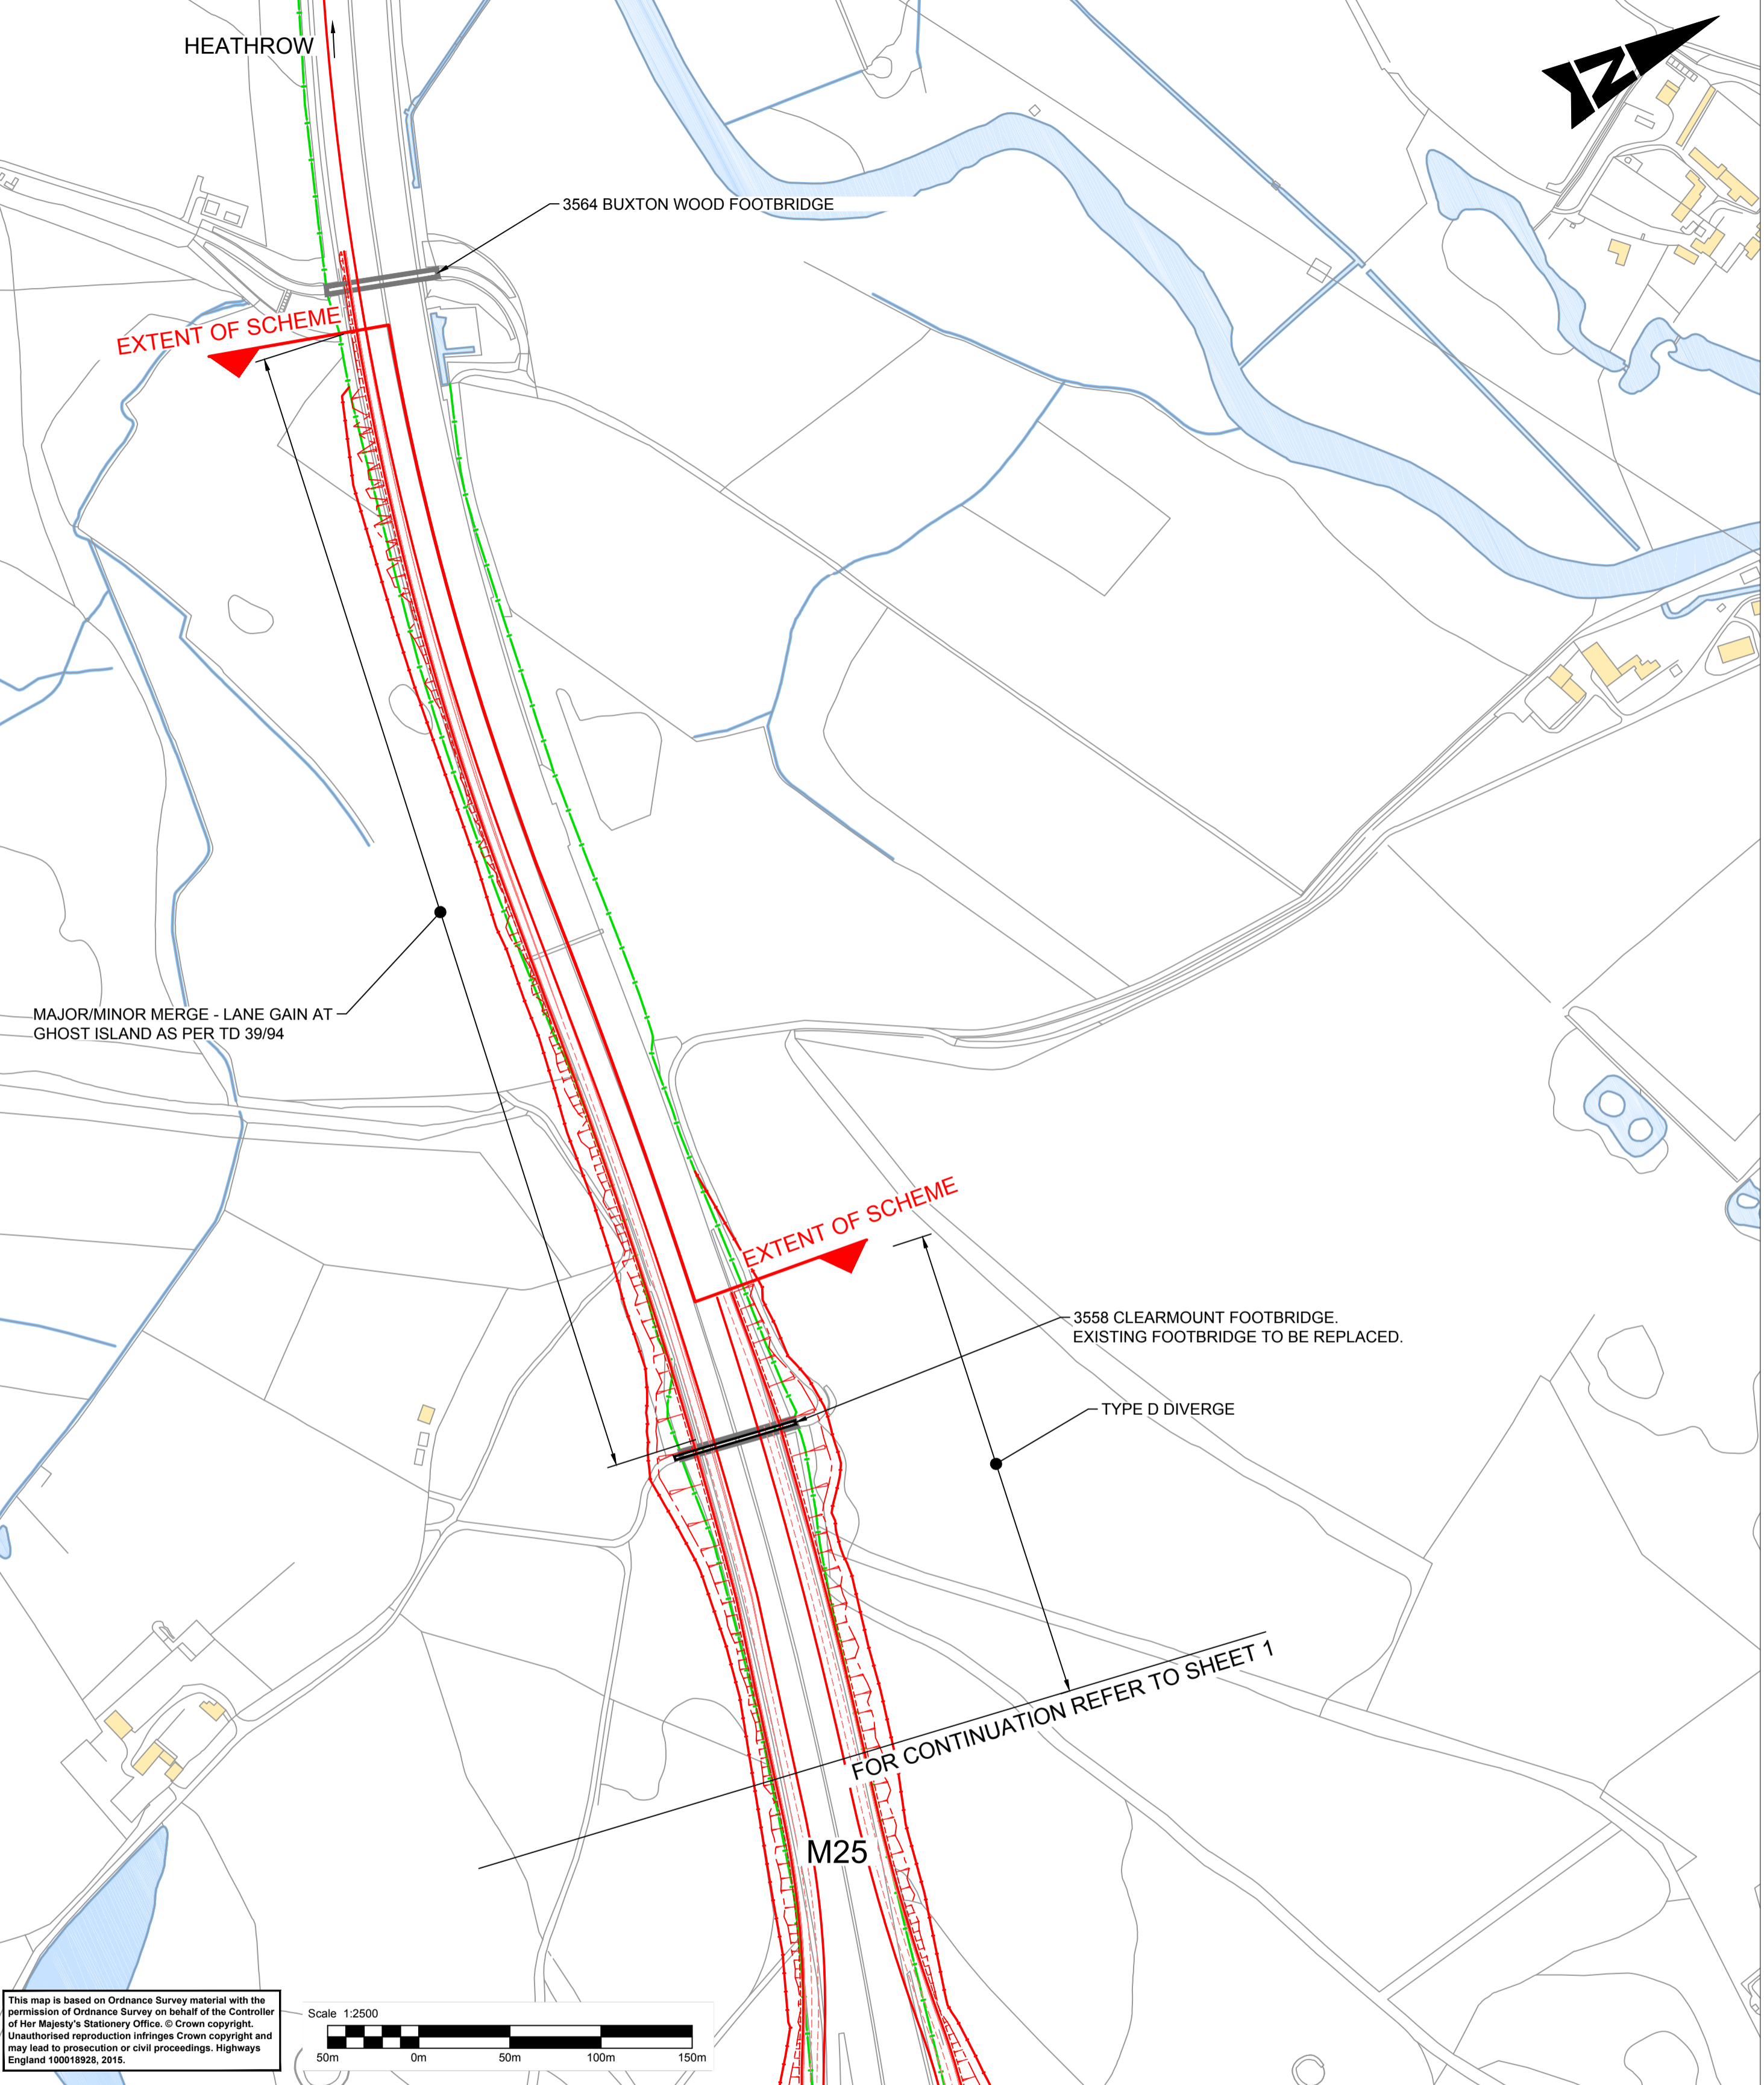 HEATHROW
N
3564 BUXTON WOOD FOOTBRIDGE
EXTENT OF SCHEME
MAJOR/MINOR MERGE - LANE GAIN AT
GHOST ISLAND AS PER TD 39/94
EXTENT OF SCHEME
3558 CLEARMOUNT FOOTBRIDGE.
EXISTING FOOTBRIDGE TO BE REPLACED.
TYPE D DIVERGE
FOR CONTINUATION REFER TO SHEET 1
M25
This map is based on Ordnance Survey material with the
permission of Ordnance Survey on behalf of the Controller
of Her Majesty's Stationery Office. © Crown copyright.
Unauthorised reproduction infringes Crown copyright and
may lead to prosecution or civil proceedings. Highways
England 100018928, 2015.
Scale 1:2500
50m 0m 50m 100m 150m